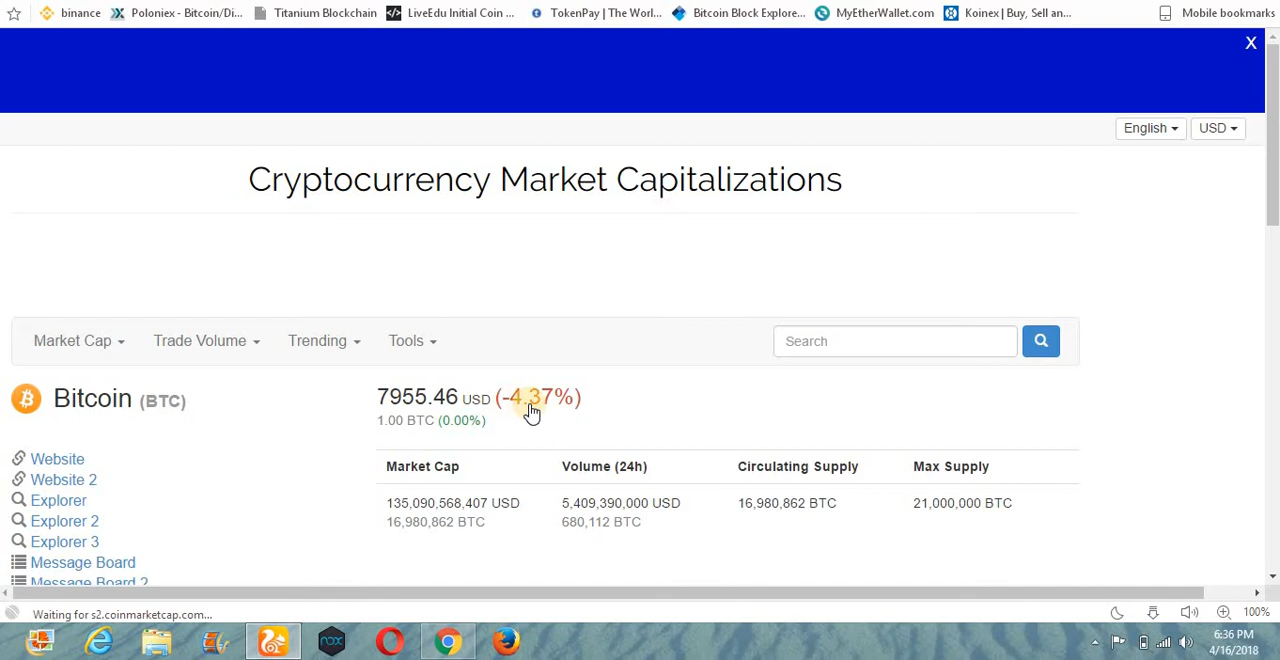 binance Poloniex - Bitcoin/Di... Titanium Blockchain LiveEdu Initial Coin ... TokenPay | The Worl... Bitcoin Block Explore... MyEtherWallet.com Koinex | Buy, Sell an... Mobile bookmarks
X
English USD
Cryptocurrency Market Capitalizations
Market Cap Trade Volume Trending Tools Search
Bitcoin (BTC) 7955.46 USD (-4.37%)
1.00 BTC (0.00%)
Website
Website 2
Explorer
Explorer 2
Explorer 3
Message Board
Message Board 2
Market Cap Volume (24h) Circulating Supply Max Supply
135,090,568,407 USD 5,409,390,000 USD 16,980,862 BTC 21,000,000 BTC
16,980,862 BTC 680,112 BTC
Waiting for s2.coinmarketcap.com... 100%
nox
6:36 PM
4/16/2018